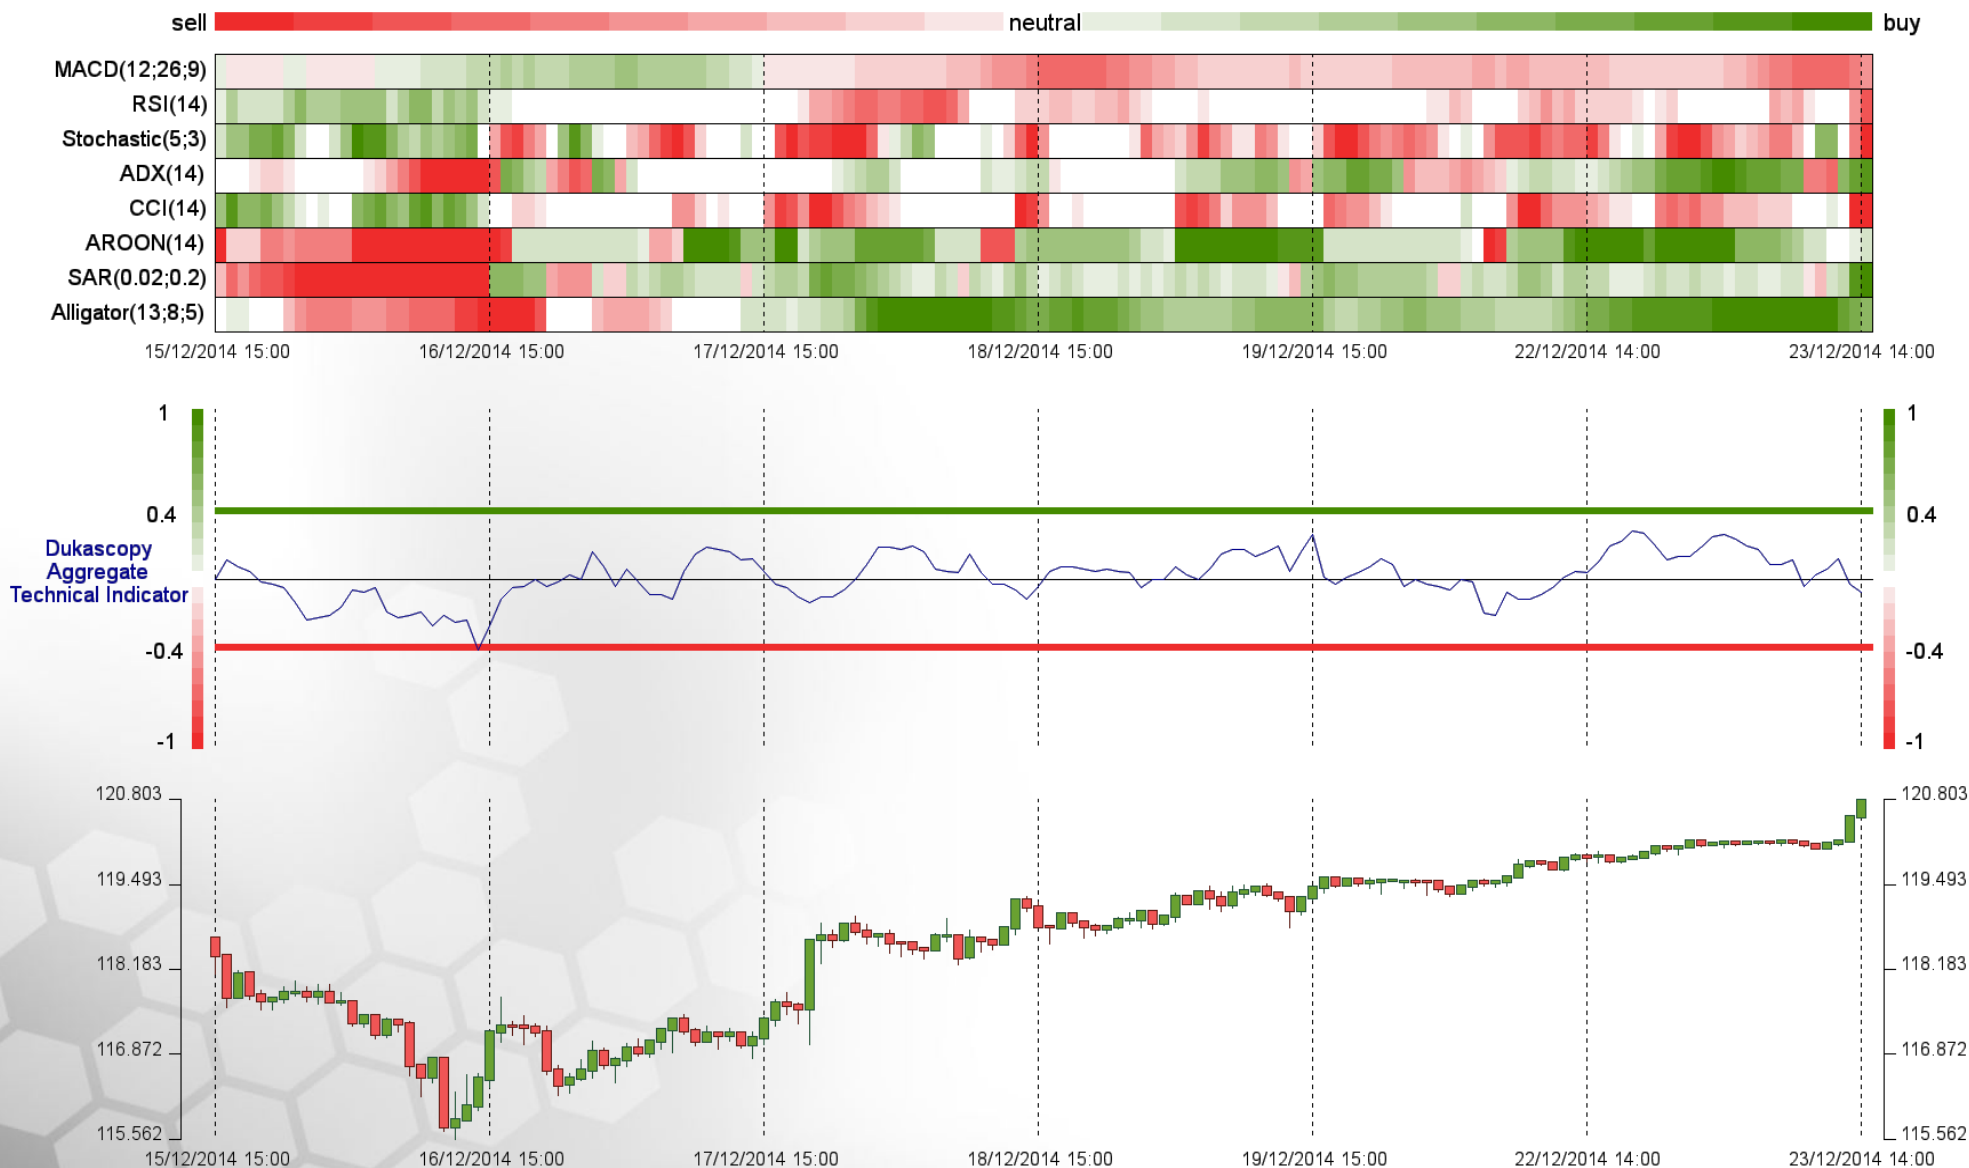 sell neutral buy
MACD(12;26;9)
RSI(14)
Stochastic(5;3)
ADX(14)
CCI(14)
AROON(14)
SAR(0.02;0.2)
Alligator(13;8;5)
15/12/2014 15:00 16/12/2014 15:00 17/12/2014 15:00 18/12/2014 15:00 19/12/2014 15:00 22/12/2014 14:00 23/12/2014 14:00
1 1
0.4 0.4
Dukascopy
Aggregate
Technical Indicator
-0.4 -0.4
-1 -1
120.803 120.803
119.493 119.493
118.183 118.183
116.872 116.872
115.562 115.562
15/12/2014 15:00 16/12/2014 15:00 17/12/2014 15:00 18/12/2014 15:00 19/12/2014 15:00 22/12/2014 14:00 23/12/2014 14:00